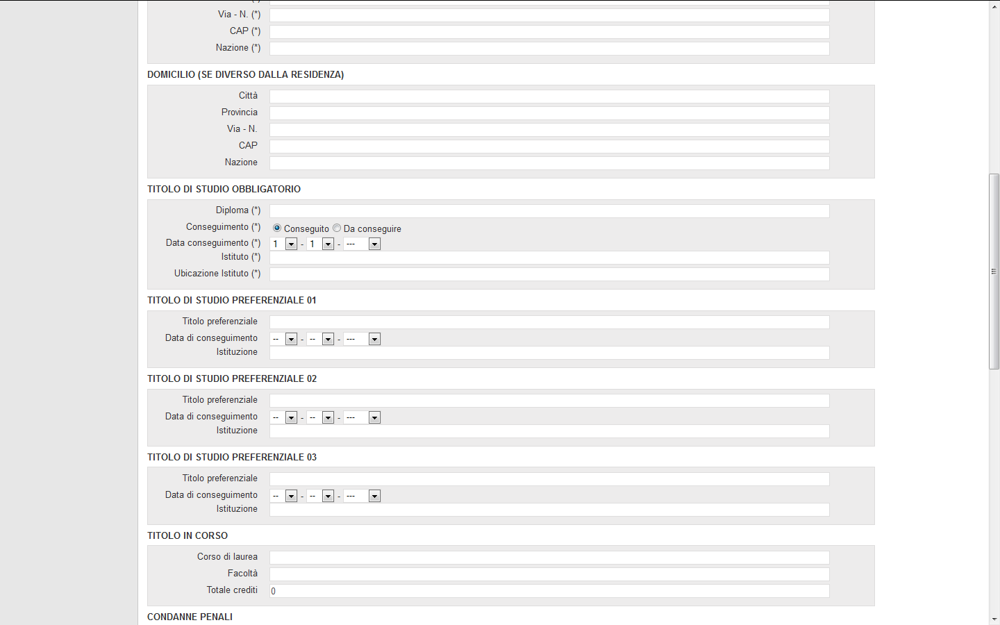 Via - N. (*)
CAP (*)
Nazione (*)
DOMICILIO (SE DIVERSO DALLA RESIDENZA)
Città
Provincia
Via - N.
CAP
Nazione
TITOLO DI STUDIO OBBLIGATORIO
Diploma (*)
Conseguimento (*) Conseguito Da conseguire
Data conseguimento (*) 1 - 1 - ---
Istituto (*)
Ubicazione Istituto (*)
TITOLO DI STUDIO PREFERENZIALE 01
Titolo preferenziale
Data di conseguimento -- - -- - ---
Istituzione
TITOLO DI STUDIO PREFERENZIALE 02
Titolo preferenziale
Data di conseguimento -- - -- - ---
Istituzione
TITOLO DI STUDIO PREFERENZIALE 03
Titolo preferenziale
Data di conseguimento -- - -- - ---
Istituzione
TITOLO IN CORSO
Corso di laurea
Facoltà
Totale crediti 0
CONDANNE PENALI